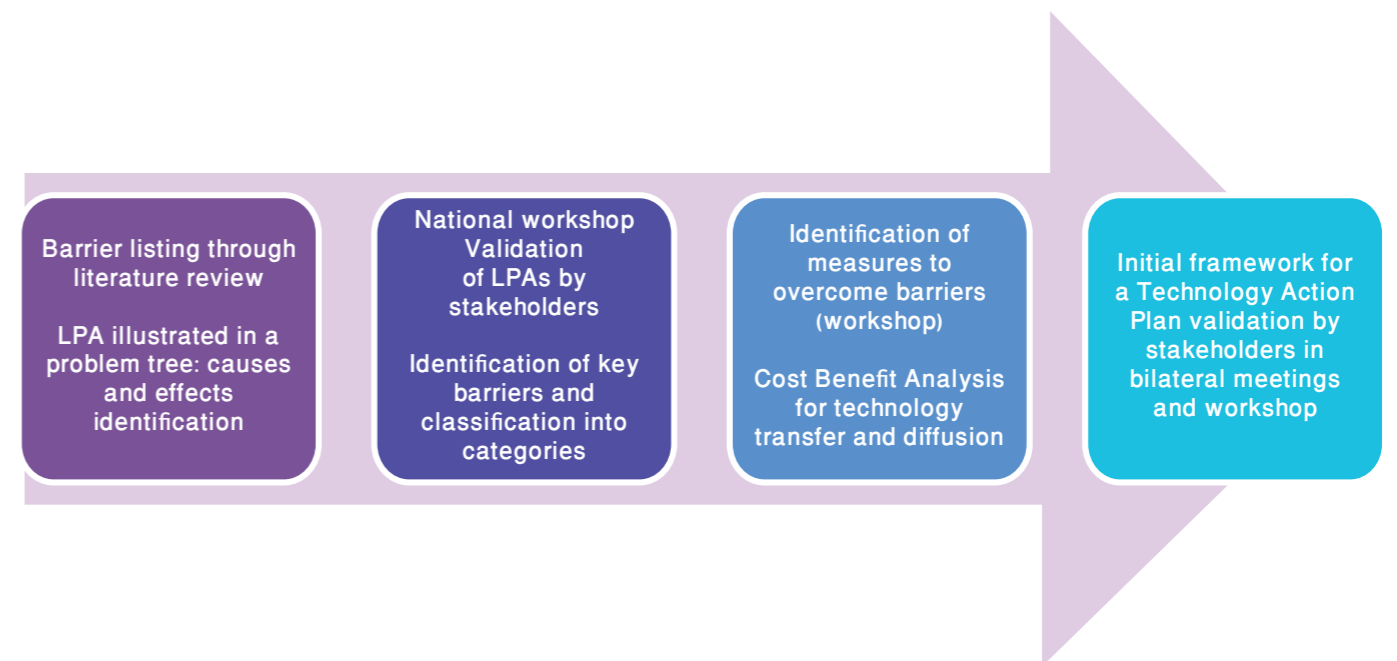 Barrier listing through
literature review
LPA illustrated in a
problem tree: causes
and effects
identification
National workshop
Validation
of LPAs by
stakeholders
Identification of key
barriers and
classification into
categories
Identification of
measures to
overcome barriers
(workshop)
Cost Benefit Analysis
for technology
transfer and diffusion
Initial framework for
a Technology Action
Plan validation by
stakeholders in
bilateral meetings
and workshop